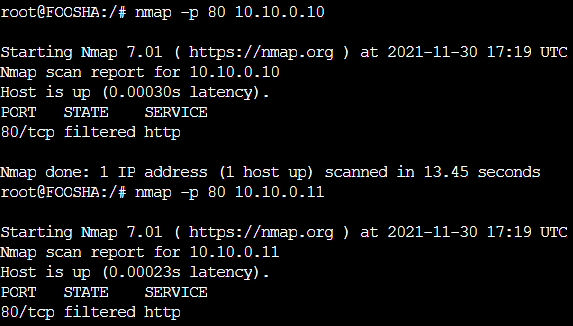 root@FOOSHA:/# nmap -p 80 10.10.0.10

Starting Nmap 7.01 ( https://nmap.org ) at 2021-11-30 17:19 UTC
Nmap scan report for 10.10.0.10
Host is up (0.00030s latency).
PORT   STATE    SERVICE
80/tcp filtered http

Nmap done: 1 IP address (1 host up) scanned in 13.45 seconds
root@FOOSHA:/# nmap -p 80 10.10.0.11

Starting Nmap 7.01 ( https://nmap.org ) at 2021-11-30 17:19 UTC
Nmap scan report for 10.10.0.11
Host is up (0.00023s latency).
PORT   STATE    SERVICE
80/tcp filtered http